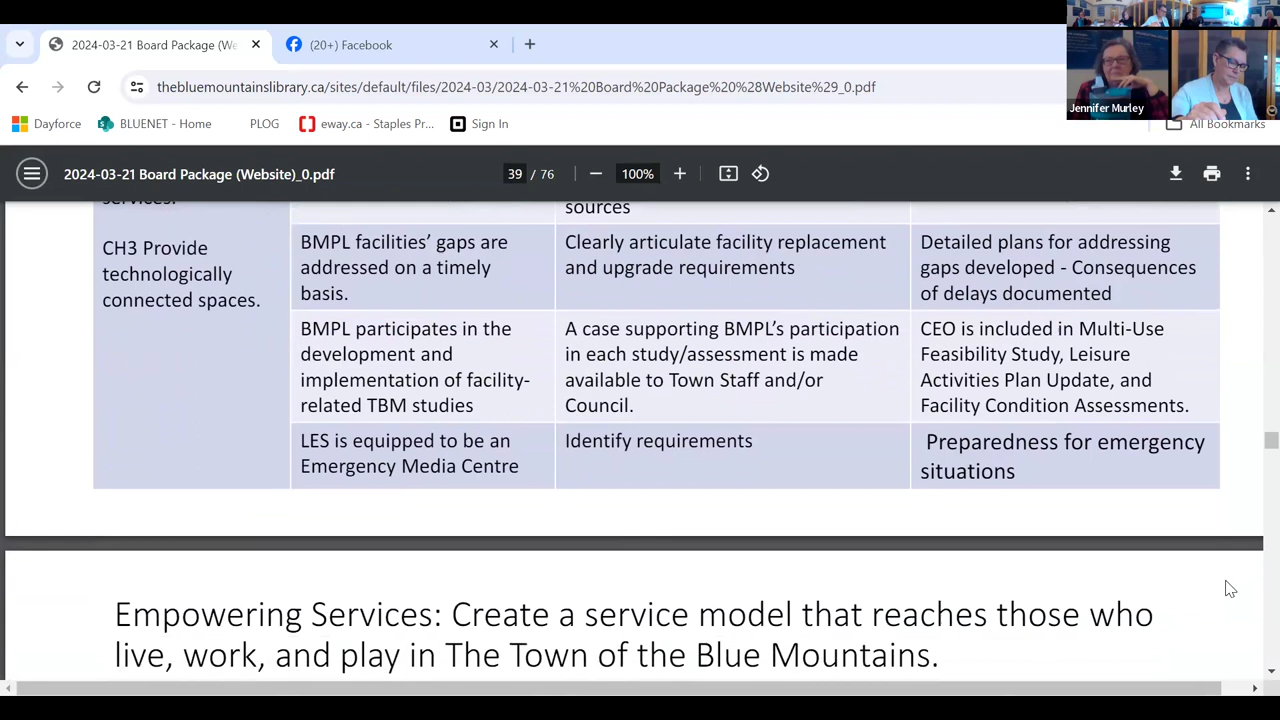 2024-03-21 Board Package (We
(20+) Facebook
thebluemountainslibrary.ca/sites/default/files/2024-03/2024-03-21%20Board%20Package%20%28Website%29_0.pdf
Dayforce
BLUENET - Home
PLOG
eway.ca - Staples Pr...
Sign In
All Bookmarks
Jennifer Murley
2024-03-21 Board Package (Website)_0.pdf
39 / 76
100%
services.
sources
CH3 Provide
technologically
connected spaces.
BMPL facilities' gaps are
addressed on a timely
basis.
Clearly articulate facility replacement
and upgrade requirements
Detailed plans for addressing
gaps developed - Consequences
of delays documented
BMPL participates in the
development and
implementation of facility-
related TBM studies
A case supporting BMPL's participation
in each study/assessment is made
available to Town Staff and/or
Council.
CEO is included in Multi-Use
Feasibility Study, Leisure
Activities Plan Update, and
Facility Condition Assessments.
LES is equipped to be an
Emergency Media Centre
Identify requirements
Preparedness for emergency
situations
Empowering Services: Create a service model that reaches those who
live, work, and play in The Town of the Blue Mountains.